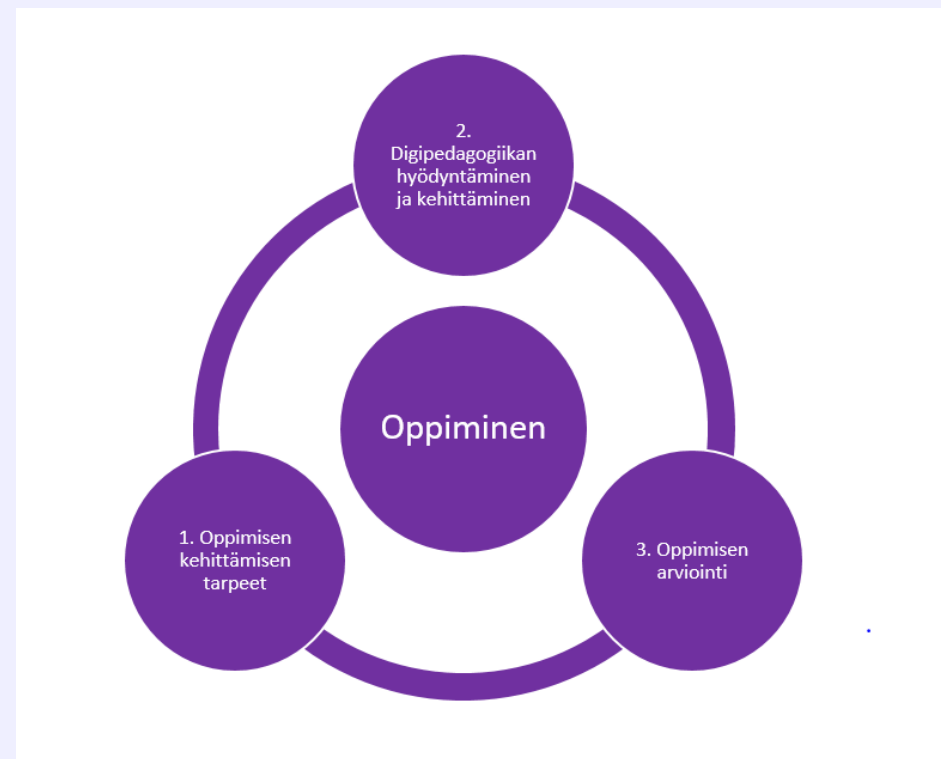 2.
Digipedagogiikan
hyödyntäminen
ja kehittäminen
Oppiminen
1. Oppimisen
kehittämisen
tarpeet
3. Oppimisen
arviointi